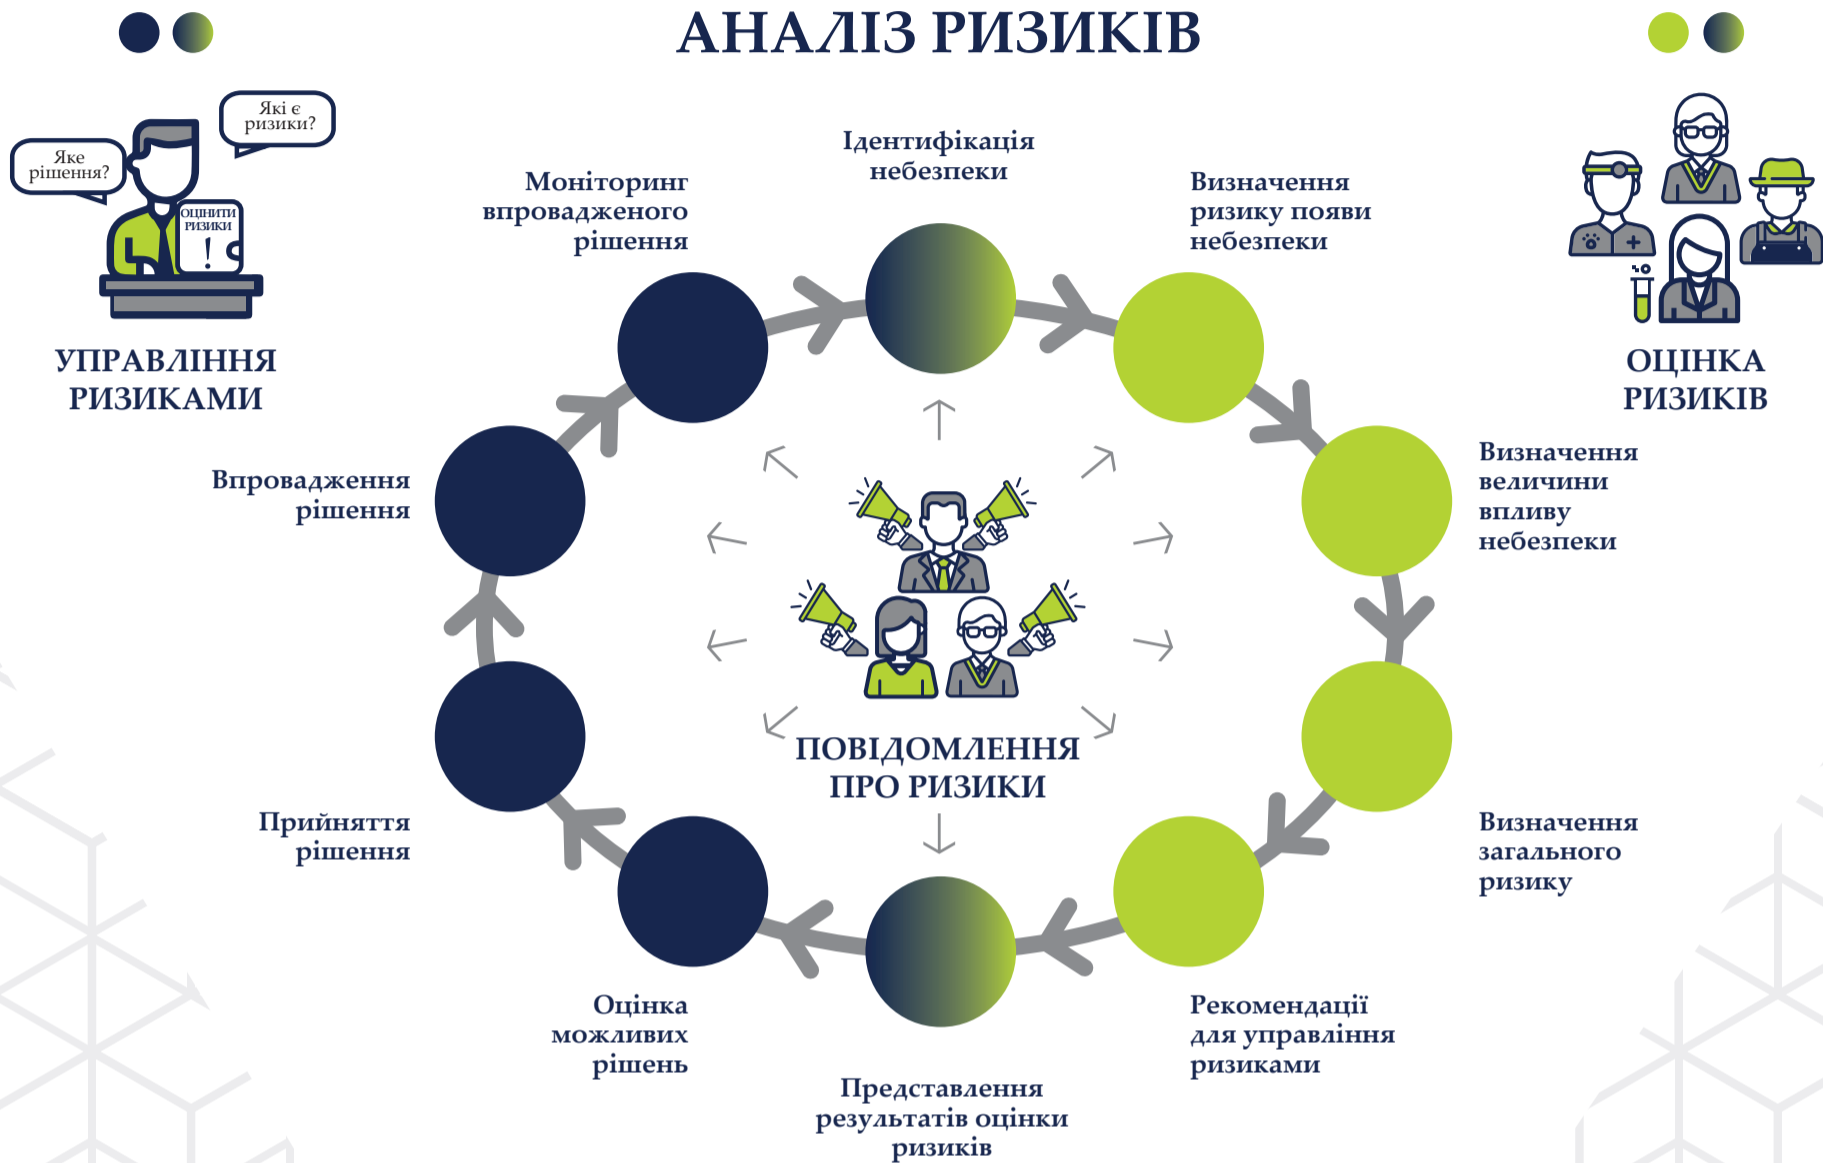 АНАЛІЗ РИЗИКІВ
Які є
ризики?
Яке
рішення?
ОЦІНИТИ
РИЗИКИ
!
УПРАВЛІННЯ
РИЗИКАМИ
ОЦІНКА
РИЗИКІВ
Ідентифікація
небезпеки
Визначення
ризику появи
небезпеки
Визначення
величини
впливу
небезпеки
Визначення
загального
ризику
Рекомендації
для управління
ризиками
Представлення
результатів оцінки
ризиків
Оцінка
можливих
рішень
Прийняття
рішення
Впровадження
рішення
Моніторинг
впровадженого
рішення
ПОВІДОМЛЕННЯ
ПРО РИЗИКИ